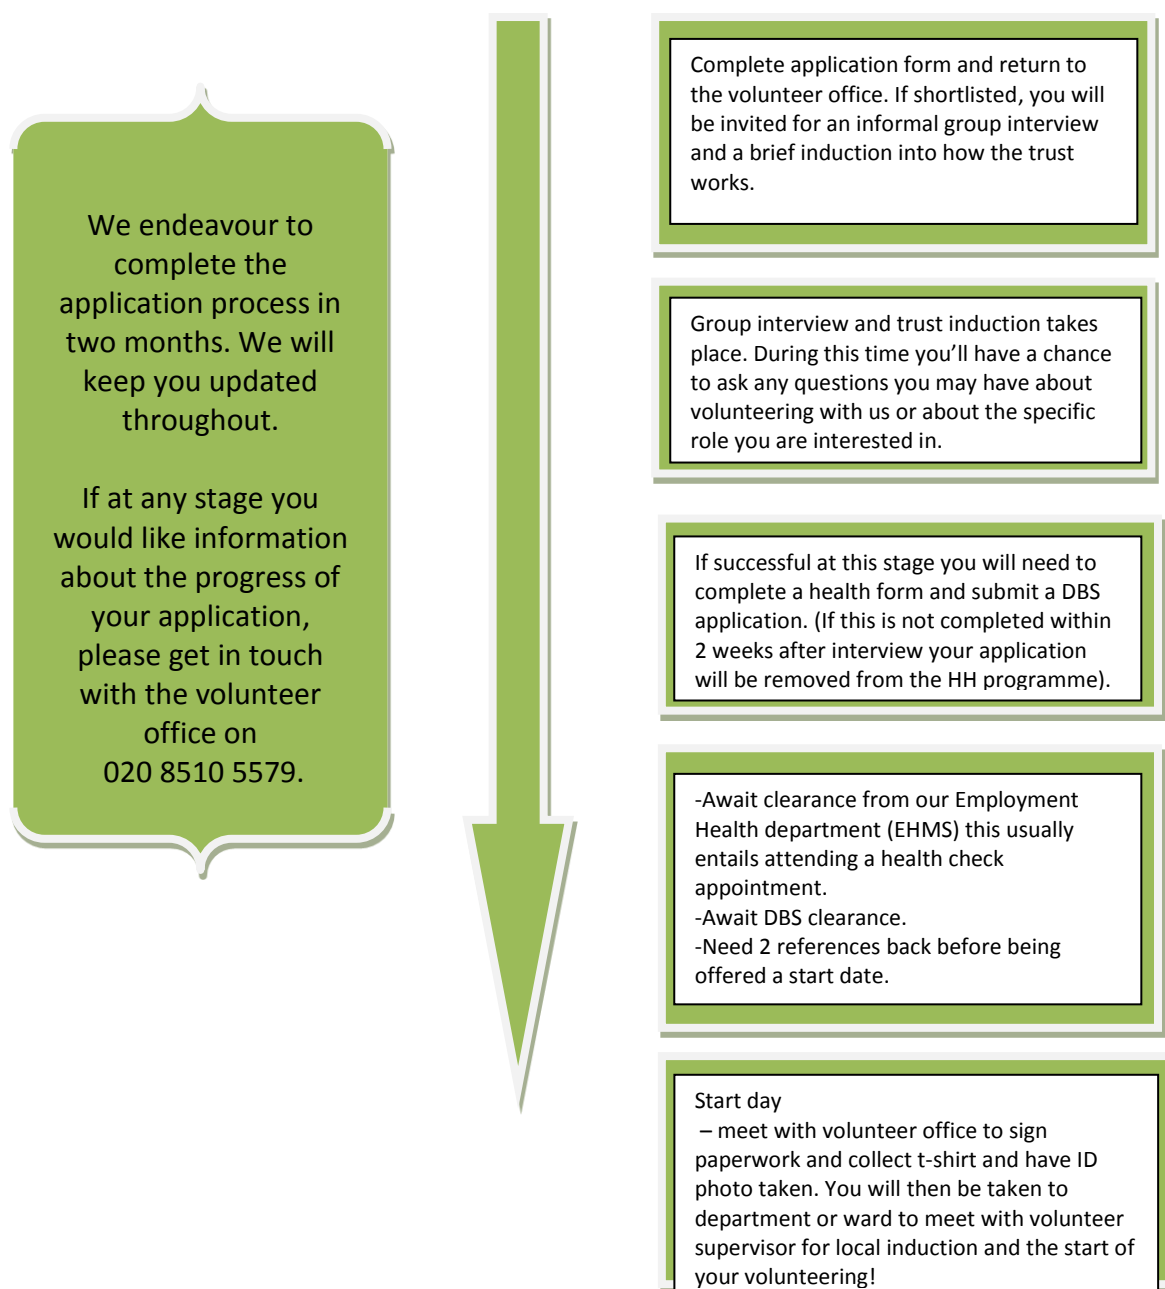 We endeavour to
complete the
application process in
two months. We will
keep you updated
throughout.
If at any stage you
would like information
about the progress of
your application,
please get in touch
with the volunteer
office on
020 8510 5579.
Complete application form and return to
the volunteer office. If shortlisted, you will
be invited for an informal group interview
and a brief induction into how the trust
works.
Group interview and trust induction takes
place. During this time you’ll have a chance
to ask any questions you may have about
volunteering with us or about the specific
role you are interested in.
If successful at this stage you will need to
complete a health form and submit a DBS
application. (If this is not completed within
2 weeks after interview your application
will be removed from the HH programme).
-Await clearance from our Employment
Health department (EHMS) this usually
entails attending a health check
appointment.
-Await DBS clearance.
-Need 2 references back before being
offered a start date.
Start day
– meet with volunteer office to sign
paperwork and collect t-shirt and have ID
photo taken. You will then be taken to
department or ward to meet with volunteer
supervisor for local induction and the start of
your volunteering!